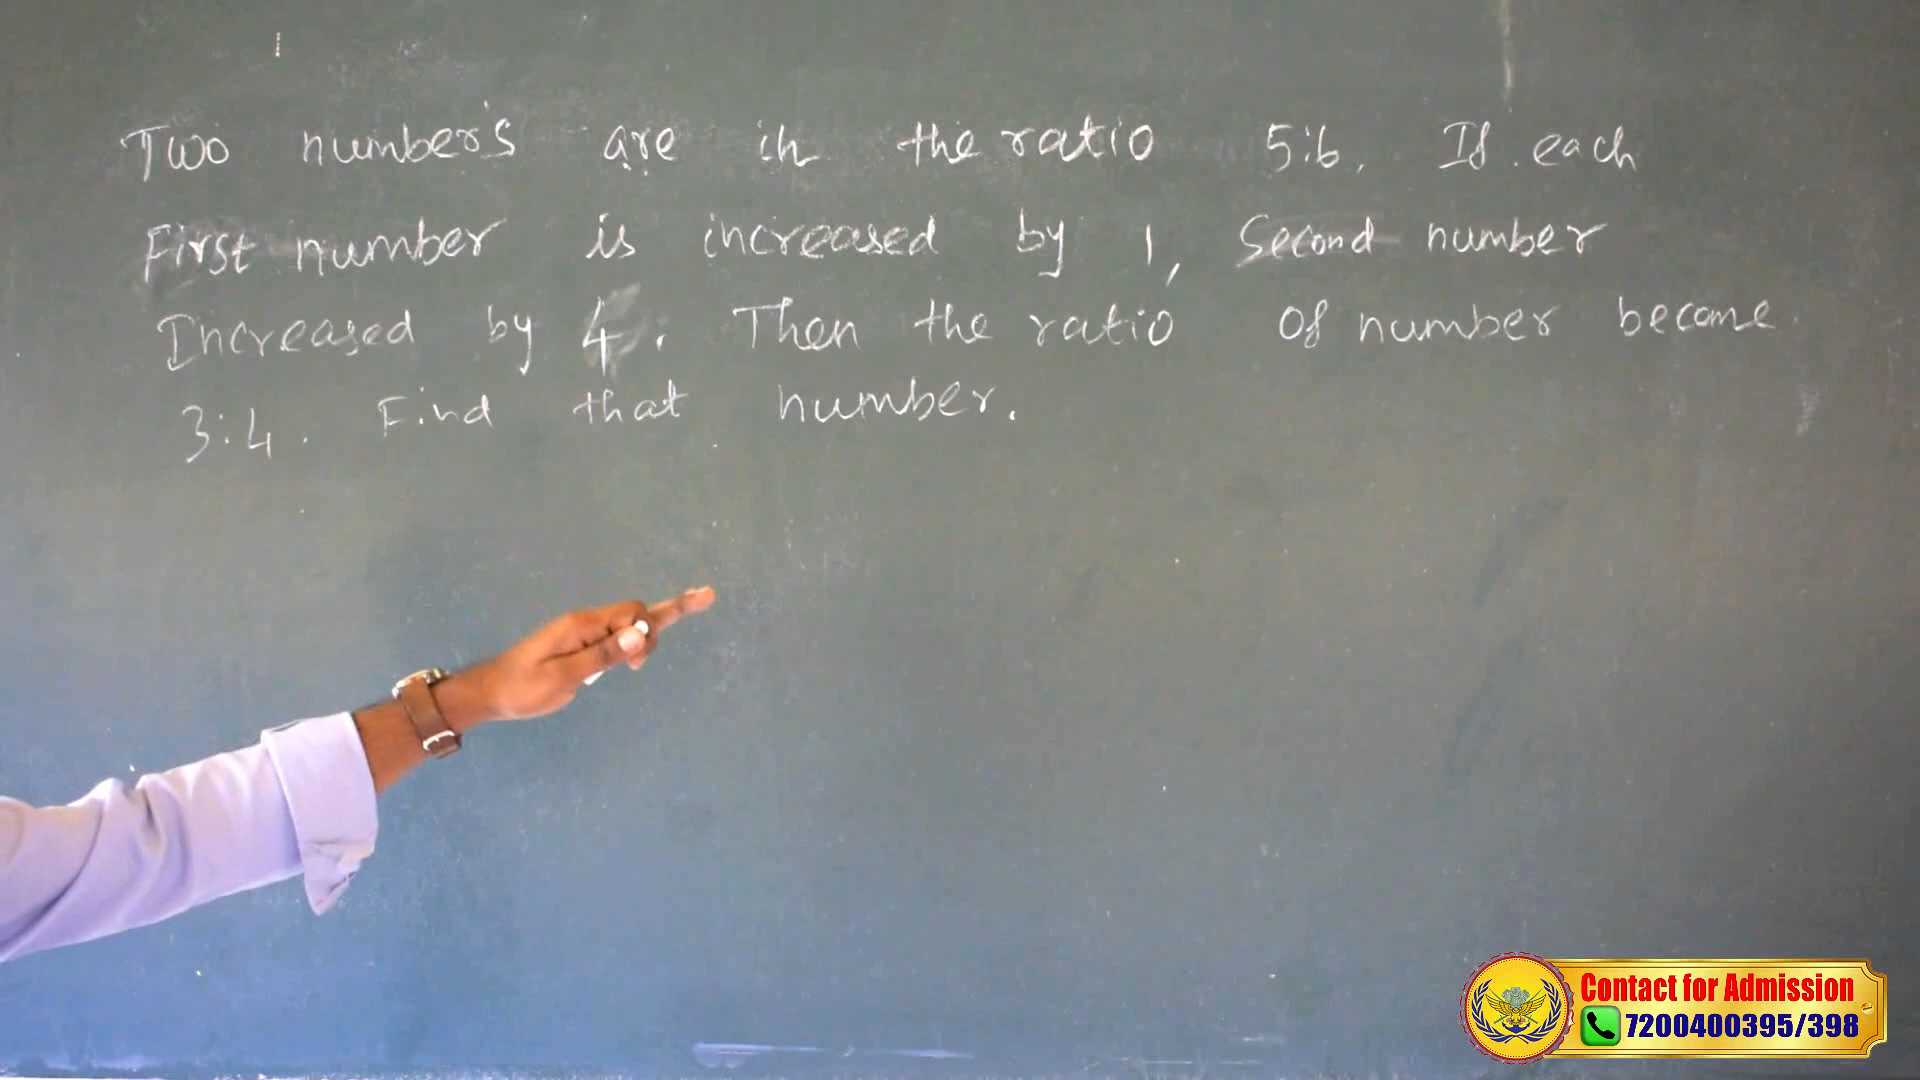 Two number's are in the ratio 5:6. If each
First number is increased by 1, Second number
Increased by 4. Then the ratio of number become
3:4. Find that number.
Contact for Admission
7200400395/398